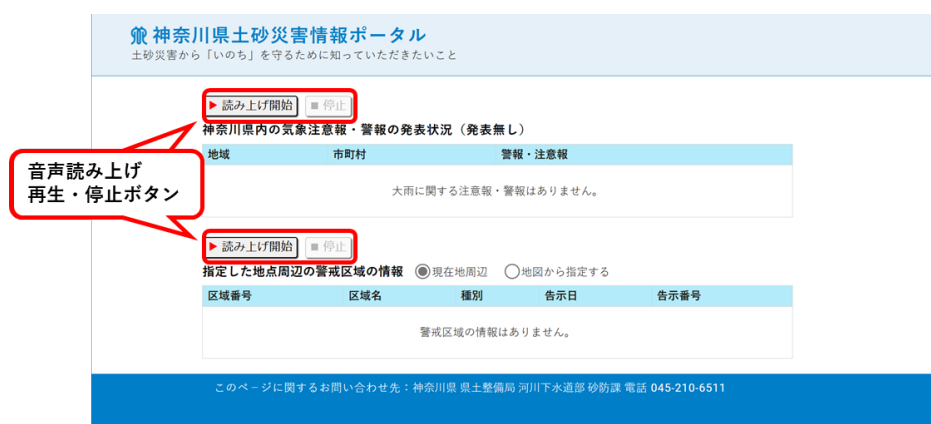 神奈川県土砂災害情報ポータル
土砂災害から「いのち」を守るために知っていただきたいこと
▶ 読み上げ開始 ■ 停止
神奈川県内の気象注意報・警報の発表状況（発表無し）
地域 市町村 警報・注意報
大雨に関する注意報・警報はありません。
音声読み上げ
再生・停止ボタン
▶ 読み上げ開始 ■ 停止
指定した地点周辺の警戒区域の情報 現在地周辺 地図から指定する
区域番号 区域名 種別 告示日 告示番号
警戒区域の情報はありません。
このページに関するお問い合わせ先：神奈川県 県土整備局 河川下水道部 砂防課 電話 045-210-6511